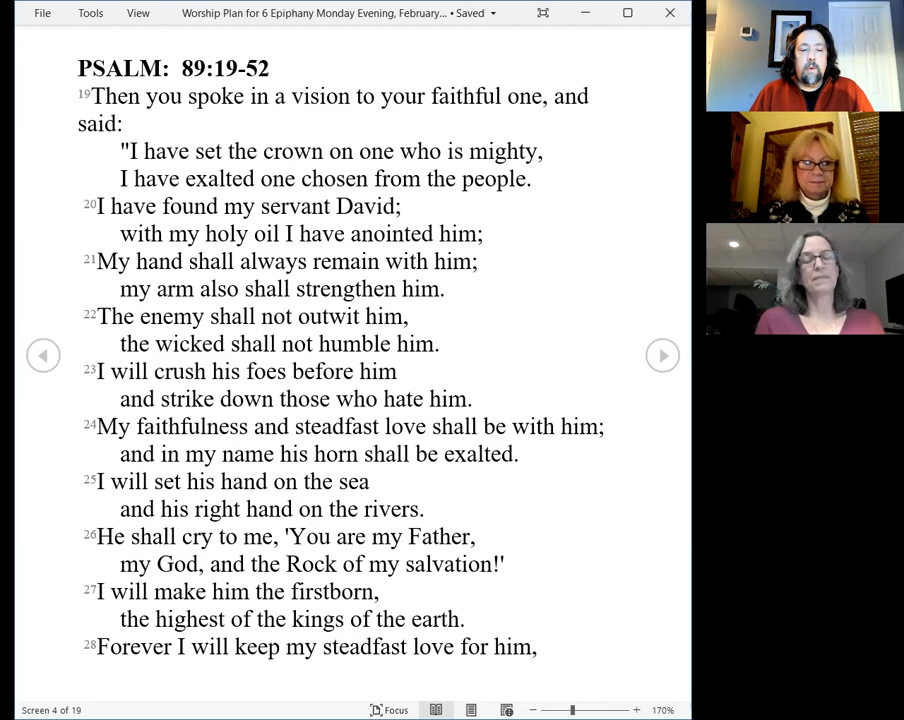 File Tools Worship Plan for 6 Epiphany Monday Evening, February... • Saved
PSALM: 89:19-52
19Then you spoke in a vision to your faithful one, and
said:
"I have set the crown on one who is mighty,
I have exalted one chosen from the people.
20I have found my servant David;
with my holy oil I have anointed him;
21My hand shall always remain with him;
my arm also shall strengthen him.
22The enemy shall not outwit him,
the wicked shall not humble him.
23I will crush his foes before him
and strike down those who hate him.
24My faithfulness and steadfast love shall be with him;
and in my name his horn shall be exalted.
25I will set his hand on the sea
and his right hand on the rivers.
26He shall cry to me, 'You are my Father,
my God, and the Rock of my salvation!'
27I will make him the firstborn,
the highest of the kings of the earth.
28Forever I will keep my steadfast love for him,
Screen 4 of 19 Focus 170%